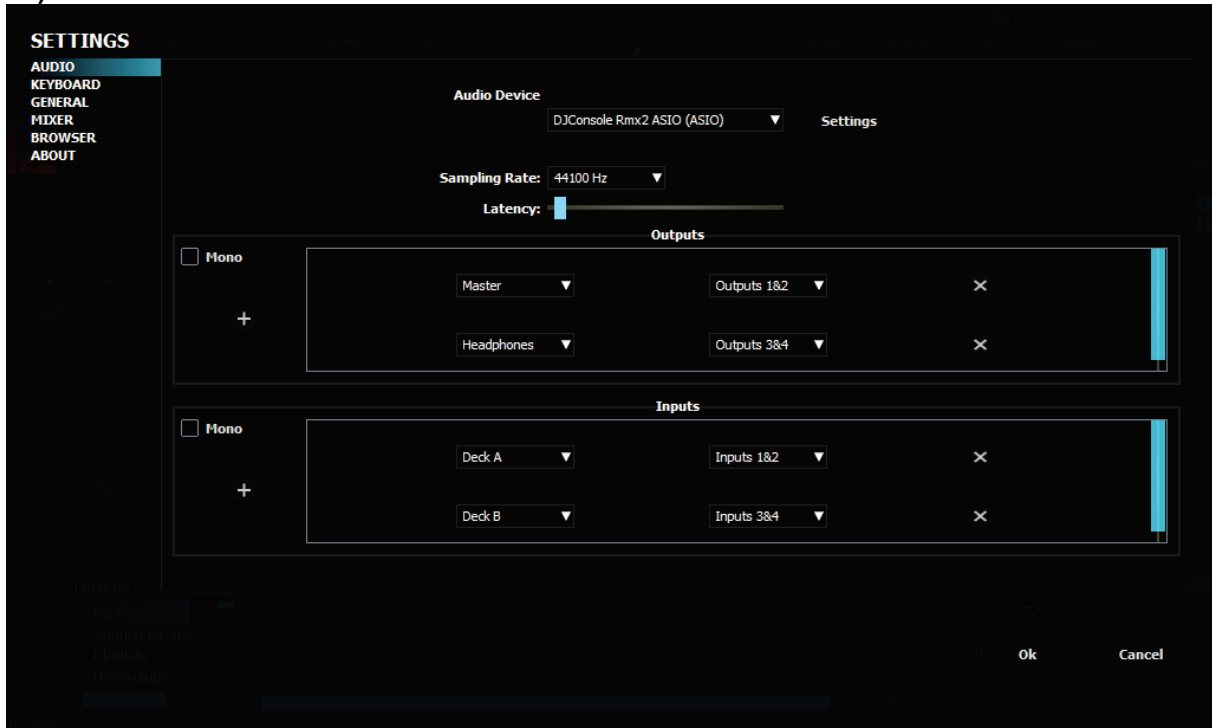 SETTINGS
AUDIO
KEYBOARD
GENERAL
MIXER
BROWSER
ABOUT
Audio Device
DJConsole Rmx2 ASIO (ASIO)
Settings
Sampling Rate: 44100 Hz
Latency:
Outputs
Mono
Master Outputs 1&2
Headphones Outputs 3&4
Inputs
Mono
Deck A Inputs 1&2
Deck B Inputs 3&4
Ok Cancel